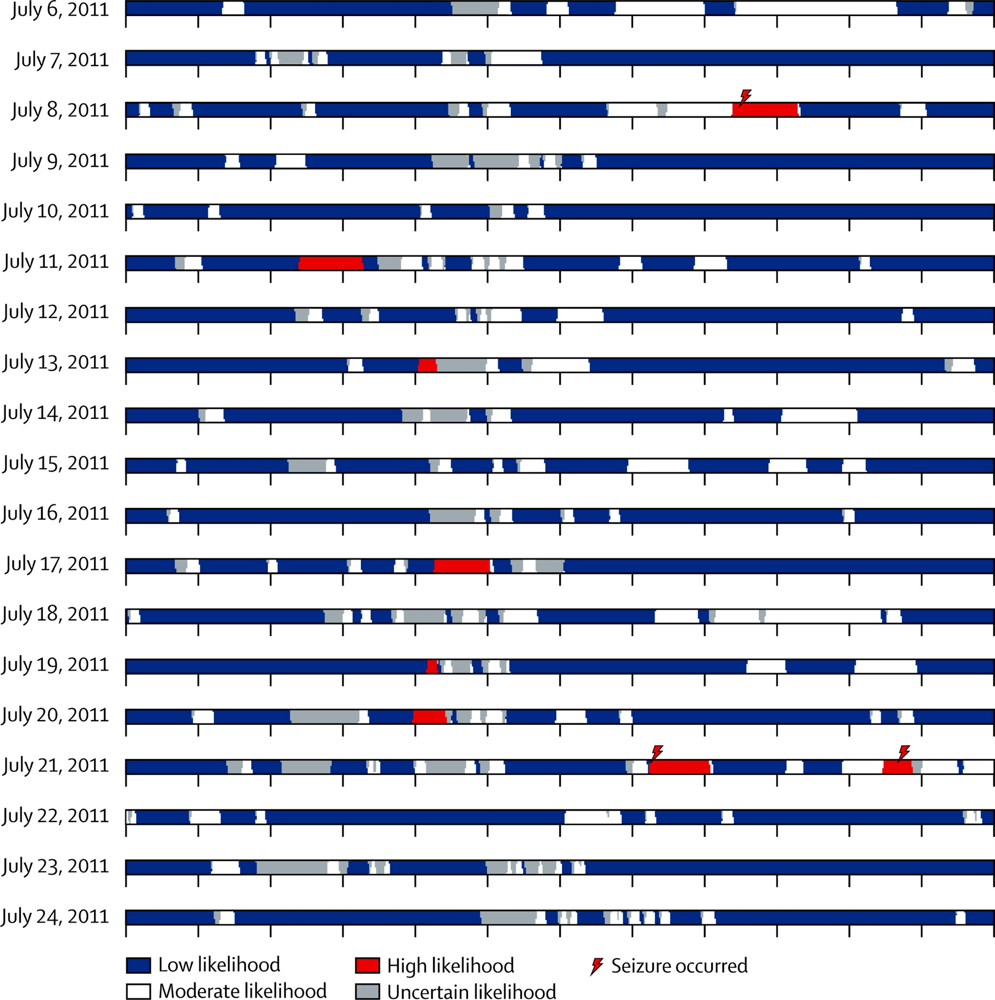 July 6, 2011
July 7, 2011
July 8, 2011
July 9, 2011
July 10, 2011
July 11, 2011
July 12, 2011
July 13, 2011
July 14, 2011
July 15, 2011
July 16, 2011
July 17, 2011
July 18, 2011
July 19, 2011
July 20, 2011
July 21, 2011
July 22, 2011
July 23, 2011
July 24, 2011
Low likelihood High likelihood Seizure occurred
Moderate likelihood Uncertain likelihood